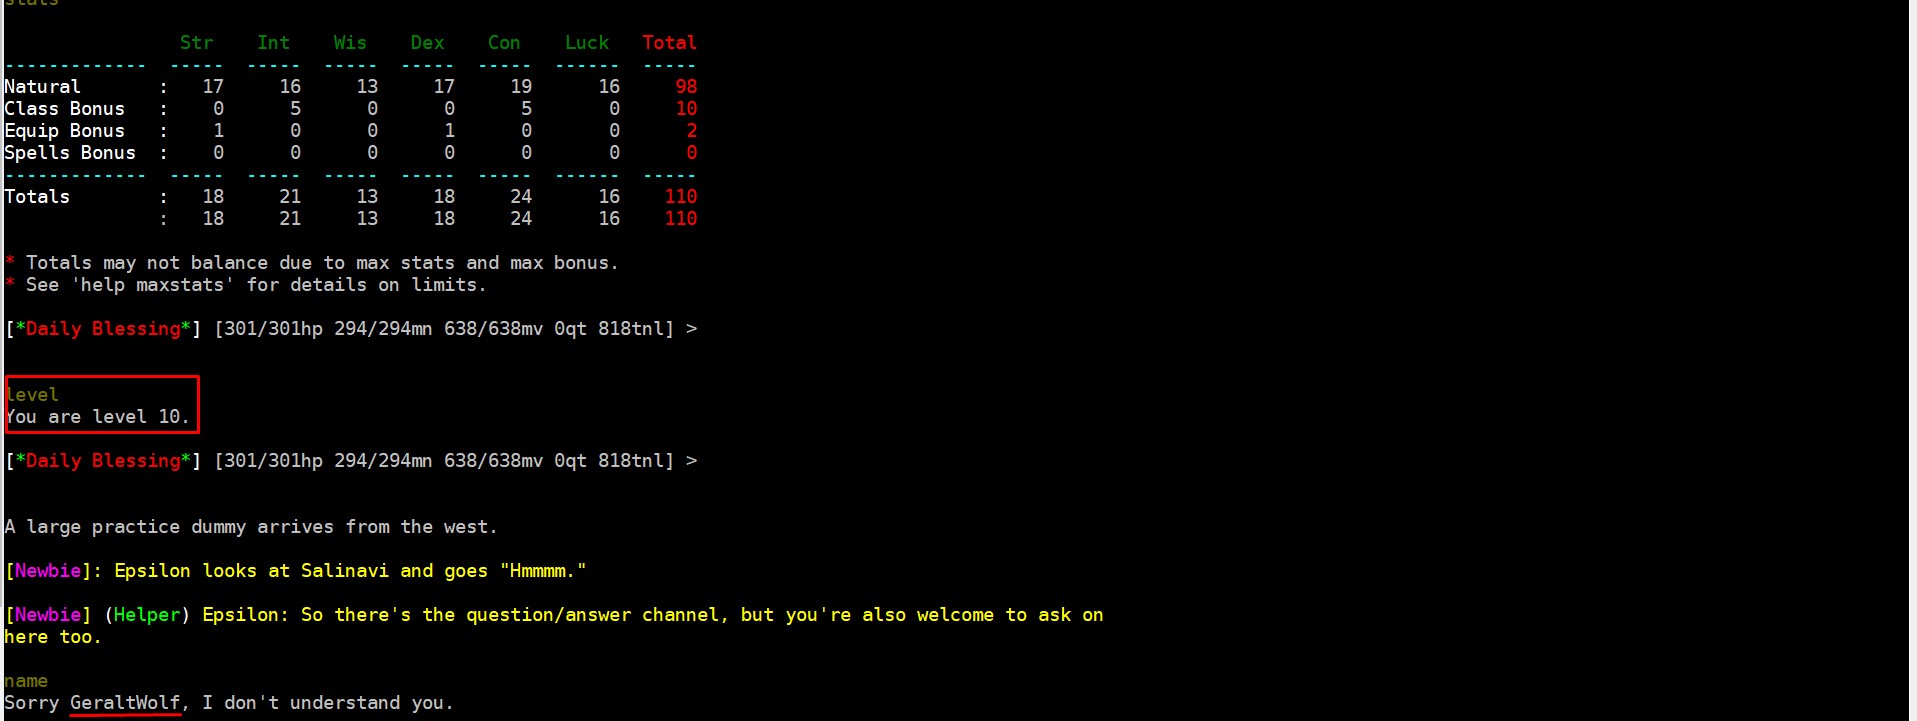 stats
Str Int Wis Dex Con Luck Total
------------- ----- ----- ----- ----- ----- ------ -----
Natural : 17 16 13 17 19 16 98
Class Bonus : 0 5 0 0 5 0 10
Equip Bonus : 1 0 0 1 0 0 2
Spells Bonus : 0 0 0 0 0 0 0
------------- ----- ----- ----- ----- ----- ------ -----
Totals : 18 21 13 18 24 16 110
: 18 21 13 18 24 16 110
* Totals may not balance due to max stats and max bonus.
* See 'help maxstats' for details on limits.
[*Daily Blessing*] [301/301hp 294/294mn 638/638mv 0qt 818tnl] >
level
You are level 10.
[*Daily Blessing*] [301/301hp 294/294mn 638/638mv 0qt 818tnl] >
A large practice dummy arrives from the west.
[Newbie]: Epsilon looks at Salinavi and goes "Hmmmm."
[Newbie] (Helper) Epsilon: So there's the question/answer channel, but you're also welcome to ask on
here too.
name
Sorry GeraltWolf, I don't understand you.